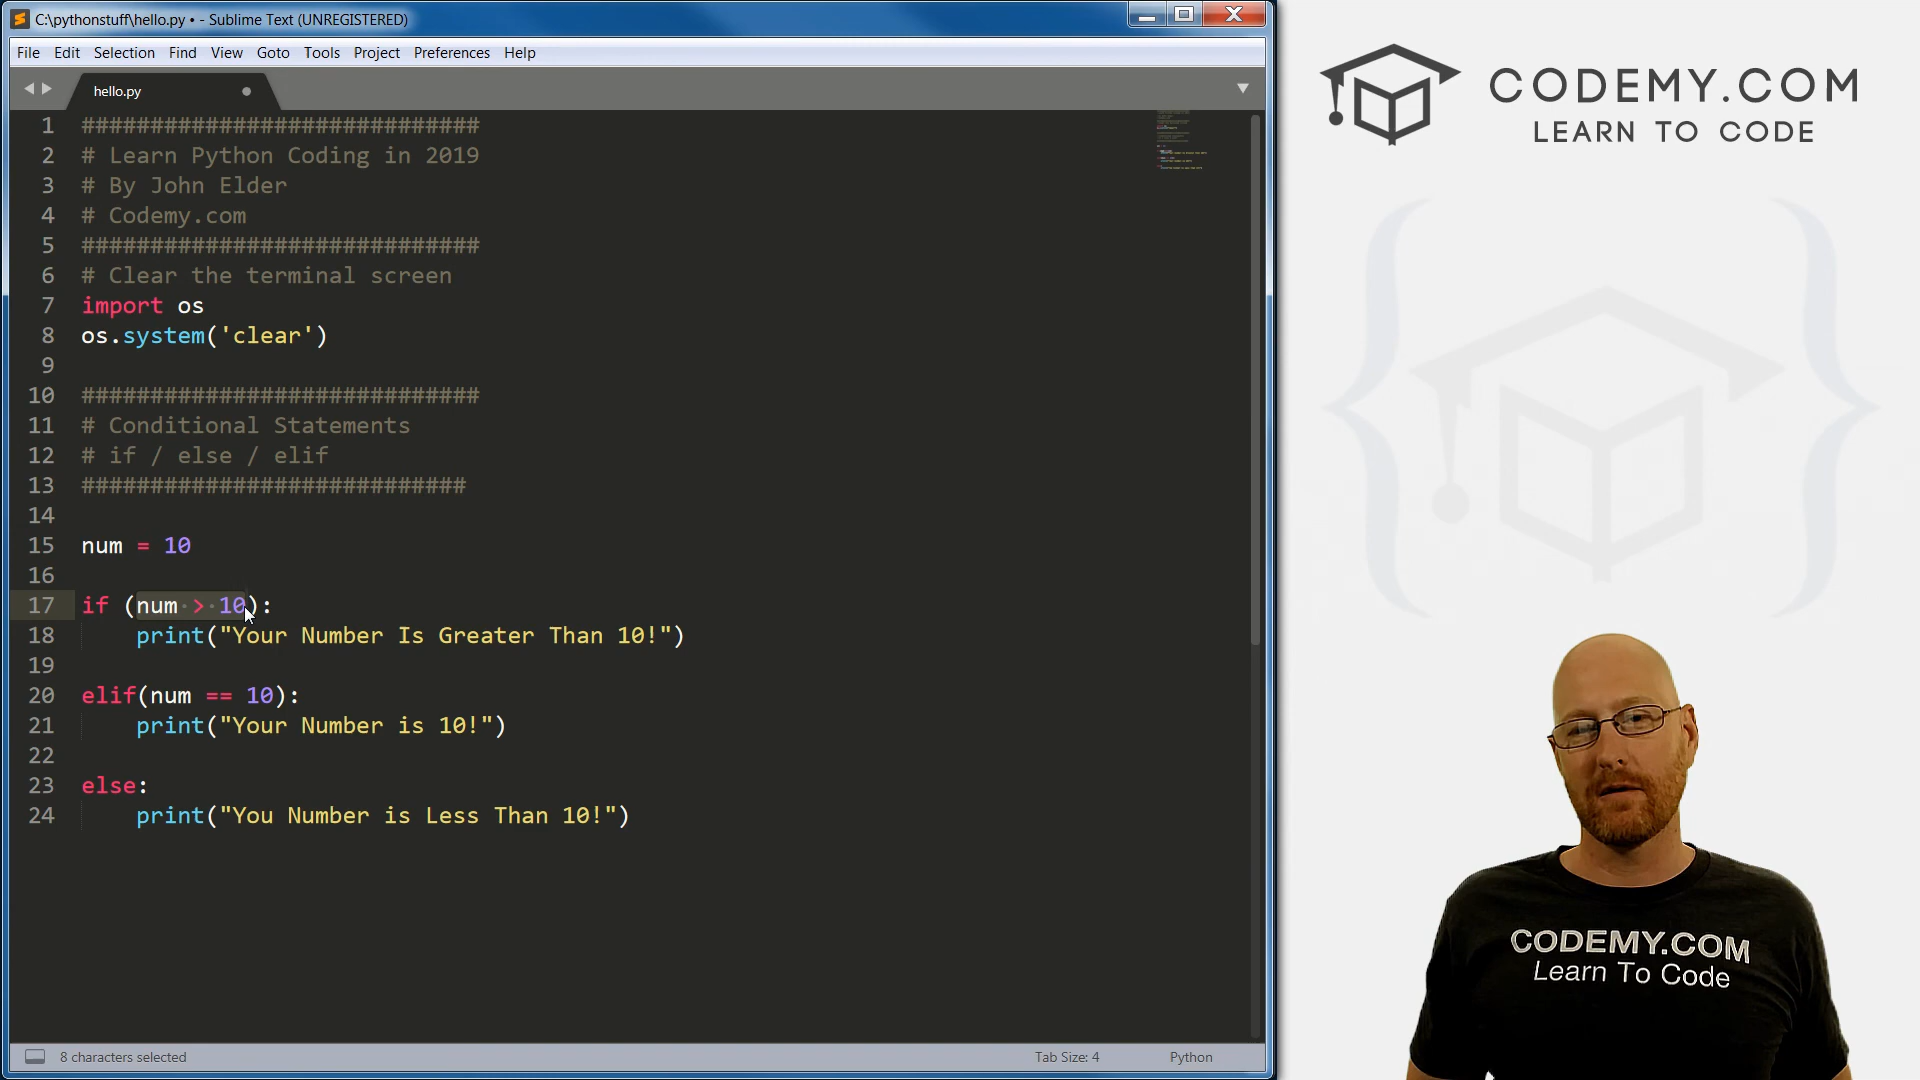 C:\pythonstuff\hello.py • - Sublime Text (UNREGISTERED)
File Edit Selection Find View Goto Tools Project Preferences Help
hello.py
1 #############################
2 # Learn Python Coding in 2019
3 # By John Elder
4 # Codemy.com
5 #############################
6 # Clear the terminal screen
7 import os
8 os.system('clear')
9
10 #############################
11 # Conditional Statements
12 # if / else / elif
13 ############################
14
15 num = 10
16
17 if (num > 10):
18 print("Your Number Is Greater Than 10!")
19
20 elif(num == 10):
21 print("Your Number is 10!")
22
23 else:
24 print("You Number is Less Than 10!")
8 characters selected
Tab Size: 4
Python
CODEMY.COM
LEARN TO CODE
CODEMY.COM
Learn To Code